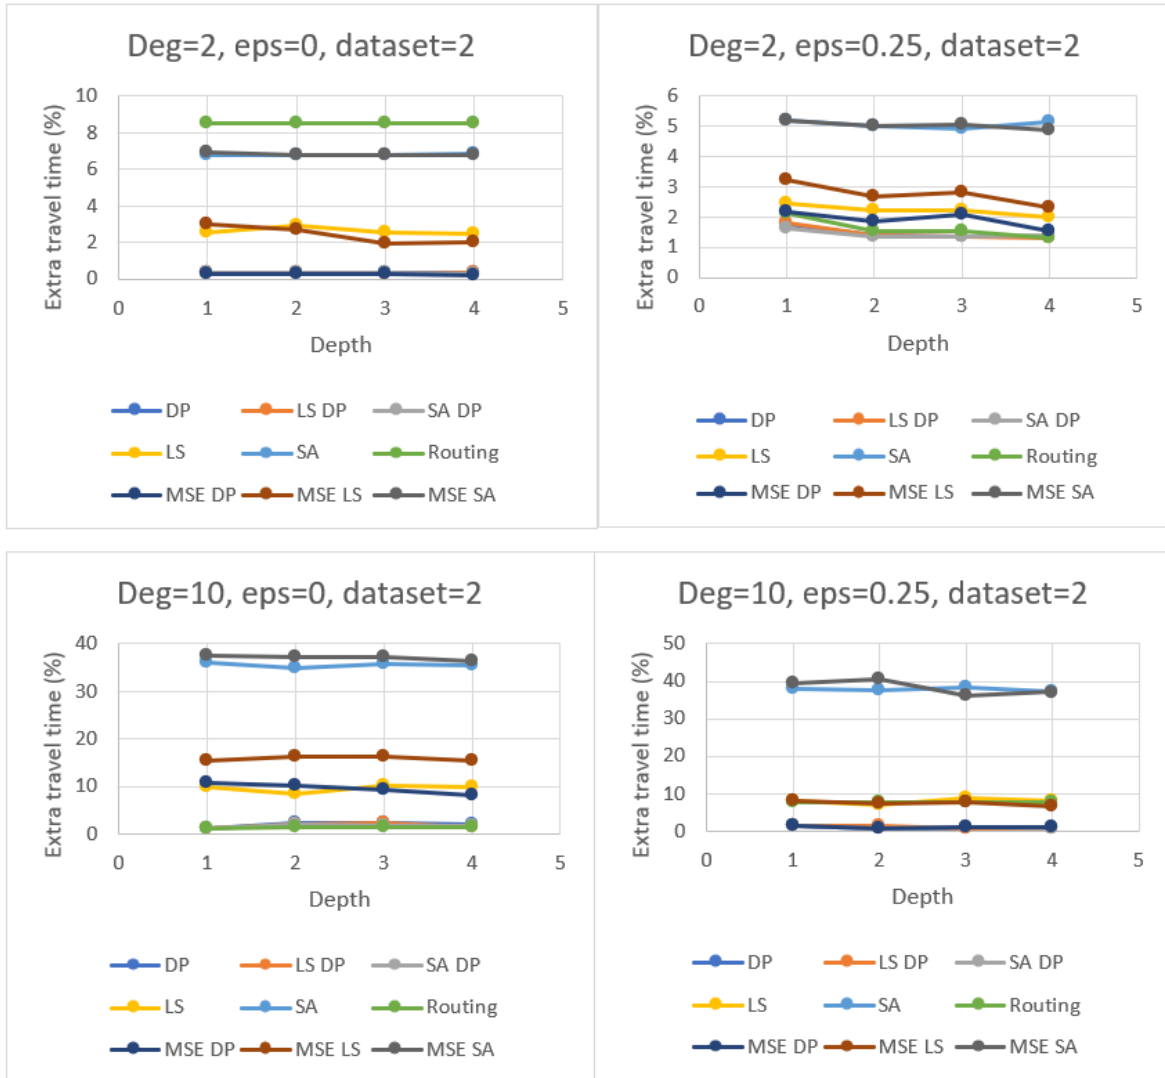 Deg=2, eps=0, dataset=2
Extra travel time (%)
10
8
6
4
2
0
0 1 2 3 4 5
Depth
DP LS DP SA DP
LS SA Routing
MSE DP MSE LS MSE SA
Deg=2, eps=0.25, dataset=2
Extra travel time (%)
6
5
4
3
2
1
0
0 1 2 3 4 5
Depth
DP LS DP SA DP
LS SA Routing
MSE DP MSE LS MSE SA
Deg=10, eps=0, dataset=2
Extra travel time (%)
40
30
20
10
0
0 1 2 3 4 5
Depth
DP LS DP SA DP
LS SA Routing
MSE DP MSE LS MSE SA
Deg=10, eps=0.25, dataset=2
Extra travel time (%)
50
40
30
20
10
0
0 1 2 3 4 5
Depth
DP LS DP SA DP
LS SA Routing
MSE DP MSE LS MSE SA